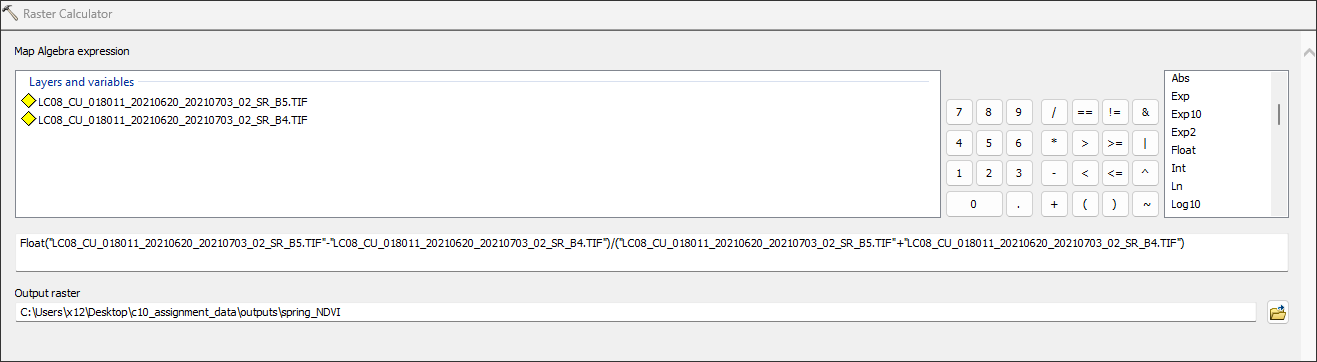 Raster Calculator
Map Algebra expression
Layers and variables
LC08_CU_018011_20210620_20210703_02_SR_B5.TIF
LC08_CU_018011_20210620_20210703_02_SR_B4.TIF
7 8 9 / == != &
4 5 6 * > >= |
1 2 3 - < <= ^
0 . + ( ) ~
Abs
Exp
Exp10
Exp2
Float
Int
Ln
Log10
Float("LC08_CU_018011_20210620_20210703_02_SR_B5.TIF"-"LC08_CU_018011_20210620_20210703_02_SR_B4.TIF")/("LC08_CU_018011_20210620_20210703_02_SR_B5.TIF"+"LC08_CU_018011_20210620_20210703_02_SR_B4.TIF")
Output raster
C:\Users\x12\Desktop\c10_assignment_data\outputs\spring_NDVI